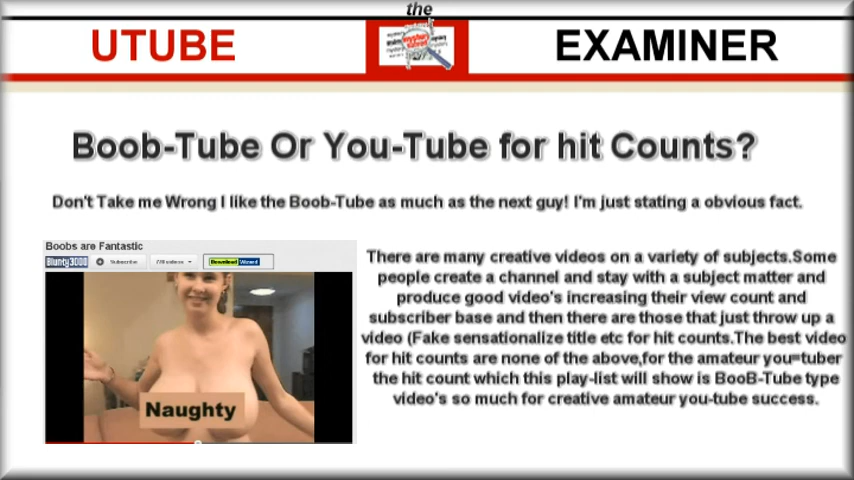 the
UTUBE EXAMINER
Boob-Tube Or You-Tube for hit Counts?
Don't Take me Wrong I like the Boob-Tube as much as the next guy! I'm just stating a obvious fact.
Boobs are Fantastic
Blunty3000 Subscribe 738 videos Download Wizard
Naughty
There are many creative videos on a variety of subjects.Some
people create a channel and stay with a subject matter and
produce good video's increasing their view count and
subscriber base and then there are those that just throw up a
video (Fake sensationalize title etc for hit counts.The best video
for hit counts are none of the above,for the amateur you=tuber
the hit count which this play-list will show is BooB-Tube type
video's so much for creative amateur you-tube success.